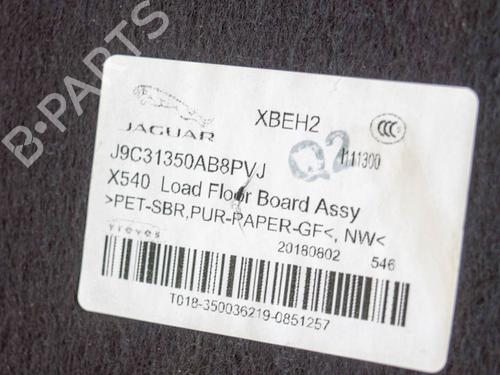 B-PARTS
JAGUAR
XBEH2
CCC
Q2
J9C31350AB8PVJ
X540 Load Floor Board Assy
>PET-SBR,PUR-PAPER-GF<, NW<
20180802 546
T018-350036219-0851257